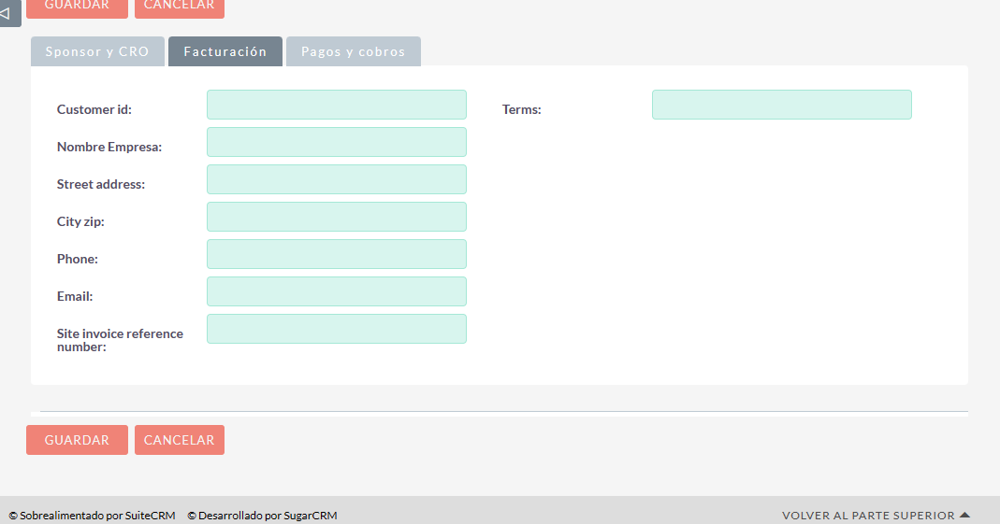 GUARDAR CANCELAR
Sponsor y CRO Facturación Pagos y cobros
Customer id: Terms:
Nombre Empresa:
Street address:
City zip:
Phone:
Email:
Site invoice reference
number:
GUARDAR CANCELAR
© Sobrealimentado por SuiteCRM © Desarrollado por SugarCRM VOLVER AL PARTE SUPERIOR